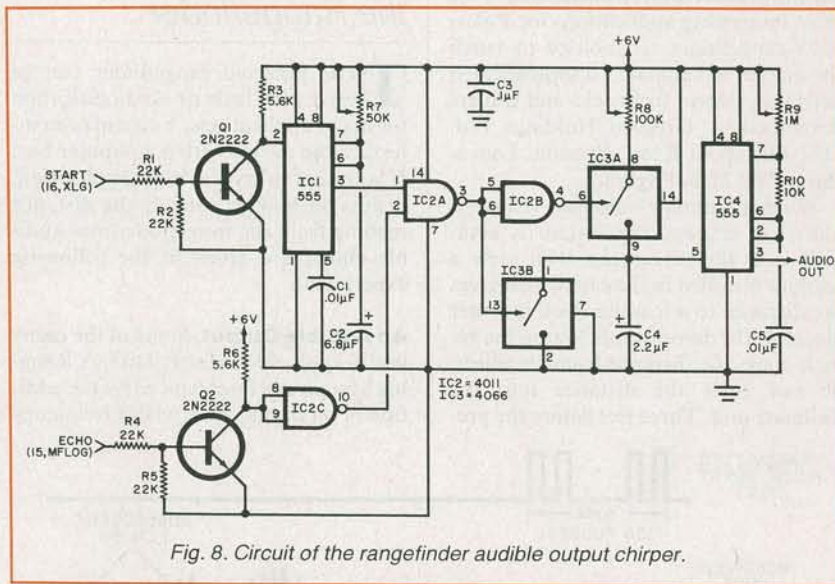 +6V
R3
5.6K
C3
.1µF
R7
50K
R8
100K
R9
1M
Q1
2N2222
START
(16, XLG)
R1
22K
R2
22K
4 8
2
7
6
3
5
IC1
555
C1
.01µF
C2
6.8µF
+
1
2
14
IC2A
3
7
5
6
IC2B
4
IC3A
8
6
14
9
IC3B
1
13
7
2
C4
2.2µF
4 8
7
6
2
3
5
1
IC4
555
R10
10K
AUDIO
OUT
C5
.01µF
+6V
R6
5.6K
Q2
2N2222
ECHO
(15, MFLOG)
R4
22K
R5
22K
8
9
IC2C
10
IC2=4011
IC3=4066
Fig. 8. Circuit of the rangefinder audible output chirper.